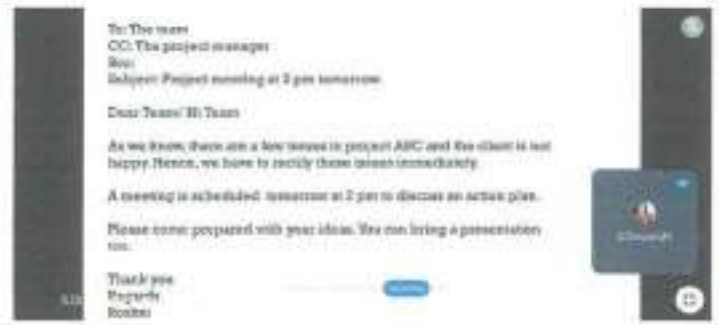 To: The team
CC: The project manager
Bcc:
Subject: Project meeting at 2 pm tomorrow
Dear Team/ Hi Team
As we know, there are a few issues in project ABC and the client is not
happy. Hence, we have to rectify these issues immediately.
A meeting is scheduled tomorrow at 2 pm to discuss an action plan.
Please come prepared with your ideas. You can bring a presentation
too.
Thank you
Regards